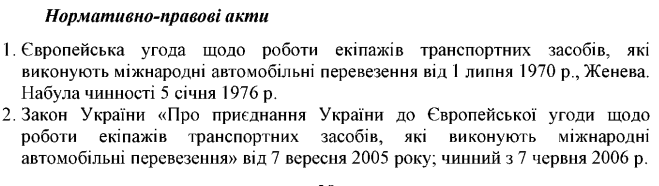 Нормативно-правові акти
1. Європейська угода щодо роботи екіпажів транспортних засобів, які
виконують міжнародні автомобільні перевезення від 1 липня 1970 р., Женева.
Набула чинності 5 січня 1976 р.
2. Закон України «Про приєднання України до Європейської угоди щодо
роботи екіпажів транспортних засобів, які виконують міжнародні
автомобільні перевезення» від 7 вересня 2005 року; чинний з 7 червня 2006 р.